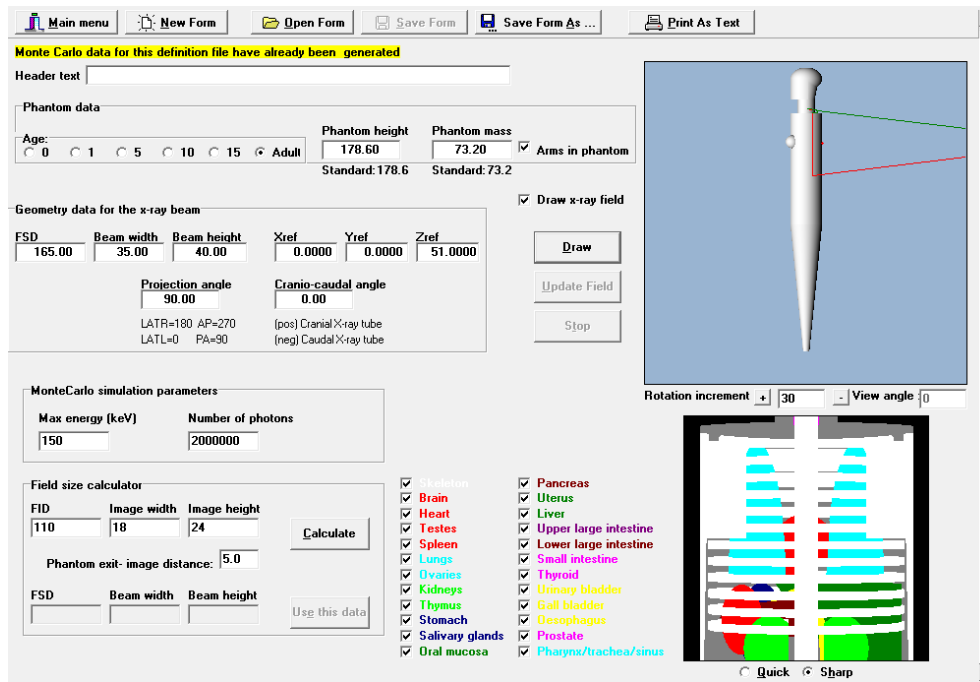 Main menu New Form Open Form Save Form Save Form As ... Print As Text
Monte Carlo data for this definition file have already been generated
Header text
Phantom data
Age:
0 1 5 10 15 Adult
Phantom height Phantom mass
178.60 73.20 Arms in phantom
Standard: 178.6 Standard: 73.2
Draw x-ray field
Geometry data for the x-ray beam
FSD Beam width Beam height Xref Yref Zref
165.00 35.00 40.00 0.0000 0.0000 51.0000
Draw
Projection angle Cranio-caudal angle
90.00 0.00
Update Field
LATR=180 AP=270 (pos) Cranial X-ray tube
LATL=0 PA=90 (neg) Caudal X-ray tube
Stop
MonteCarlo simulation parameters
Max energy (keV) Number of photons
150 2000000
Rotation increment + 30 - View angle : 0
Field size calculator
FID Image width Image height
110 18 24
Calculate
Phantom exit- image distance: 5.0
FSD Beam width Beam height
Use this data
Skeleton Pancreas
Brain Uterus
Heart Liver
Testes Upper large intestine
Spleen Lower large intestine
Lungs Small intestine
Ovaries Thyroid
Kidneys Urinary bladder
Thymus Gall bladder
Stomach Oesophagus
Salivary glands Prostate
Oral mucosa Pharynx/trachea/sinus
Quick Sharp